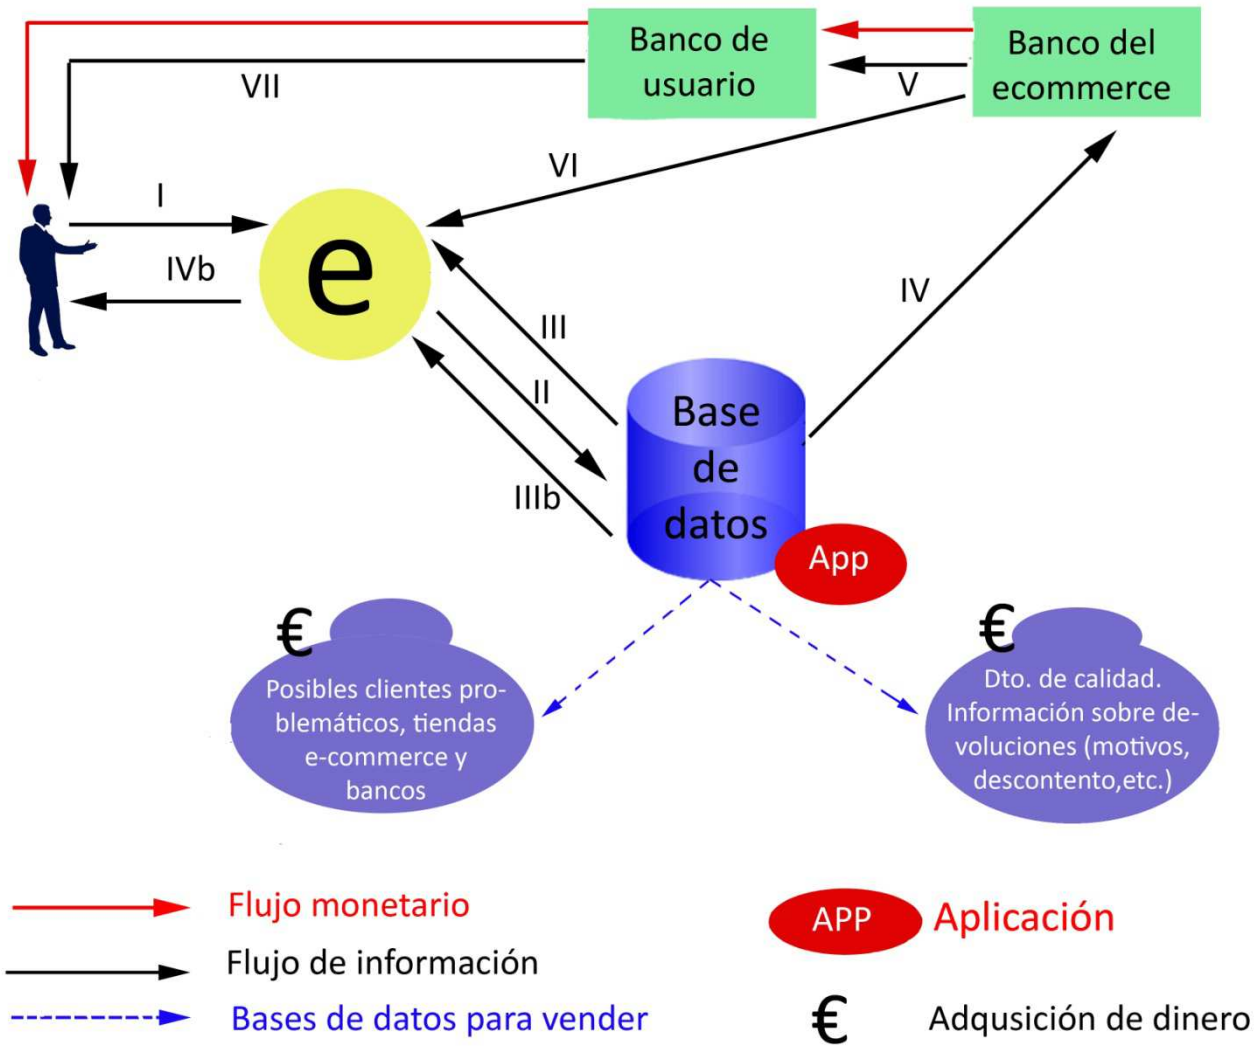 Banco de
usuario
Banco del
ecommerce
VII
V
VI
I
e
IVb
IV
III
II
IIIb
Base
de
datos
App
€
Posibles clientes pro-
blemáticos, tiendas
e-commerce y
bancos
€
Dto. de calidad.
Información sobre de-
voluciones (motivos,
descontento,etc.)
Flujo monetario
APP
Aplicación
Flujo de información
Bases de datos para vender
€
Adqusición de dinero